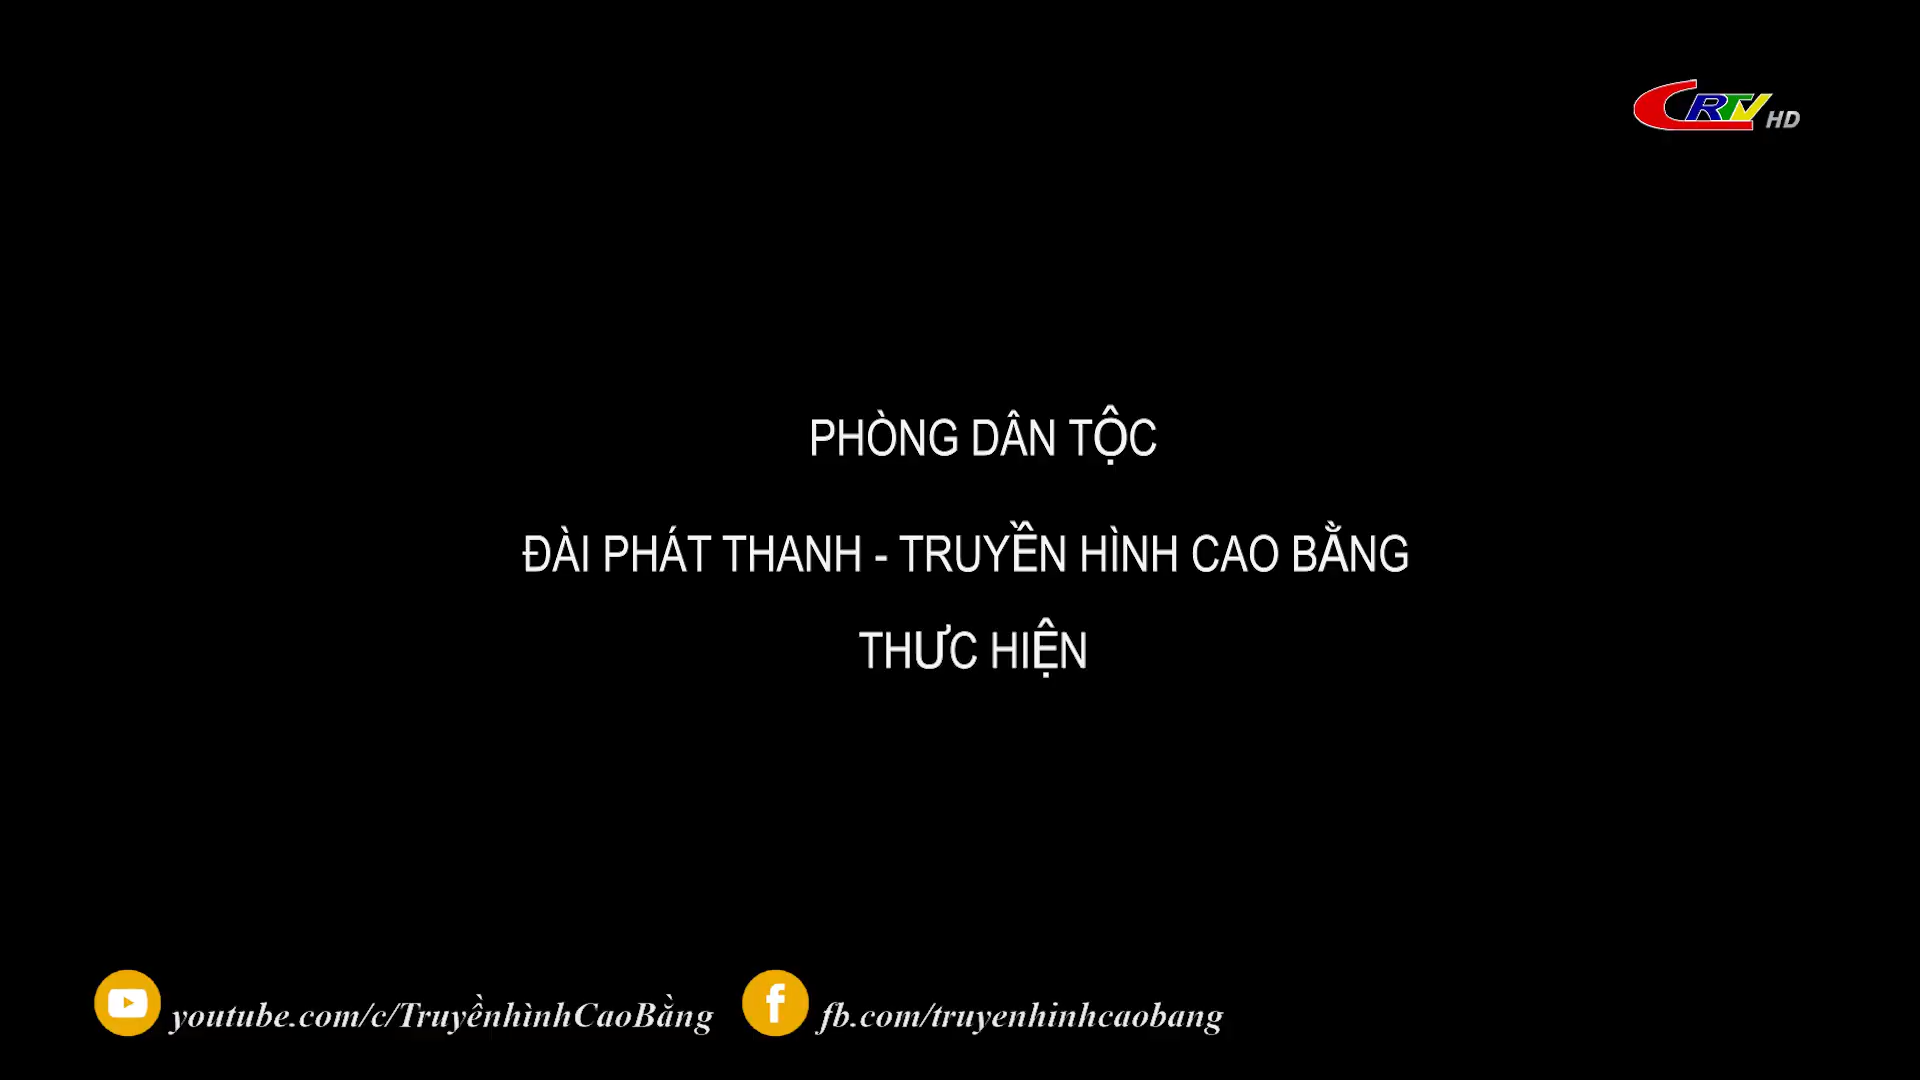 CRTV HD
PHÒNG DÂN TỘC
ĐÀI PHÁT THANH - TRUYỀN HÌNH CAO BẰNG
THƯC HIỆN
youtube.com/c/TruyềnhìnhCaoBằng fb.com/truyenhinhcaobang